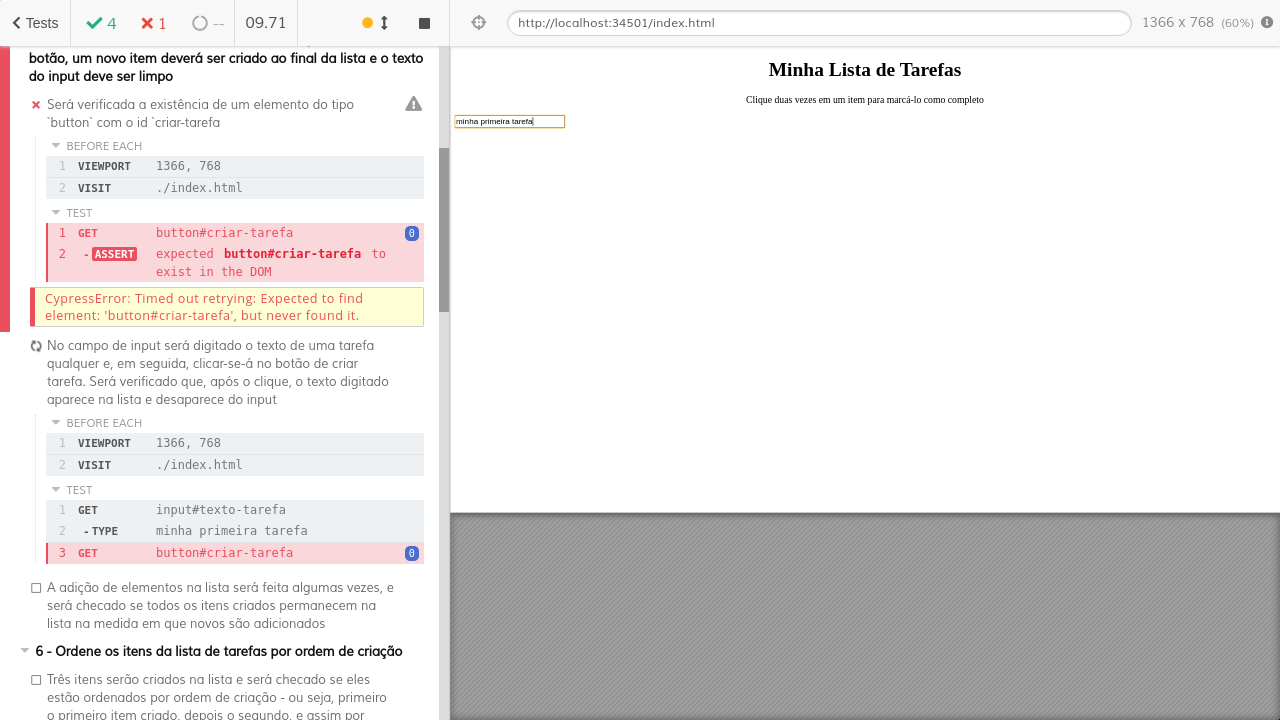 Tests
4
1
--
09.71
http://localhost:34501/index.html
1366 x 768 (60%)
botão, um novo item deverá ser criado ao final da lista e o texto
do input deve ser limpo
Será verificada a existência de um elemento do tipo
`button` com o id `criar-tarefa
BEFORE EACH
1 VIEWPORT 1366, 768
2 VISIT ./index.html
TEST
1 GET button#criar-tarefa 0
2 -ASSERT expected button#criar-tarefa to
exist in the DOM
CypressError: Timed out retrying: Expected to find
element: 'button#criar-tarefa', but never found it.
No campo de input será digitado o texto de uma tarefa
qualquer e, em seguida, clicar-se-á no botão de criar
tarefa. Será verificado que, após o clique, o texto digitado
aparece na lista e desaparece do input
BEFORE EACH
1 VIEWPORT 1366, 768
2 VISIT ./index.html
TEST
1 GET input#texto-tarefa
2 -TYPE minha primeira tarefa
3 GET button#criar-tarefa 0
A adição de elementos na lista será feita algumas vezes, e
será checado se todos os itens criados permanecem na
lista na medida em que novos são adicionados
6 - Ordene os itens da lista de tarefas por ordem de criação
Três itens serão criados na lista e será checado se eles
estão ordenados por ordem de criação - ou seja, primeiro
o primeiro item criado, depois o segundo, e assim por
Minha Lista de Tarefas
Clique duas vezes em um item para marcá-lo como completo
minha primeira tarefa